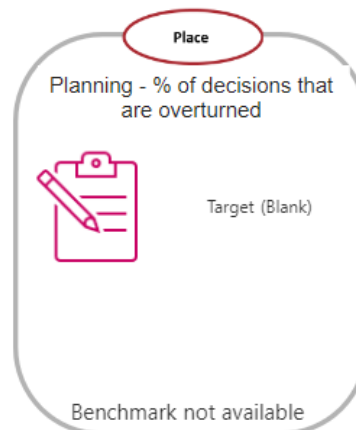 Place
Planning - % of decisions that
are overturned
Target (Blank)
Benchmark not available